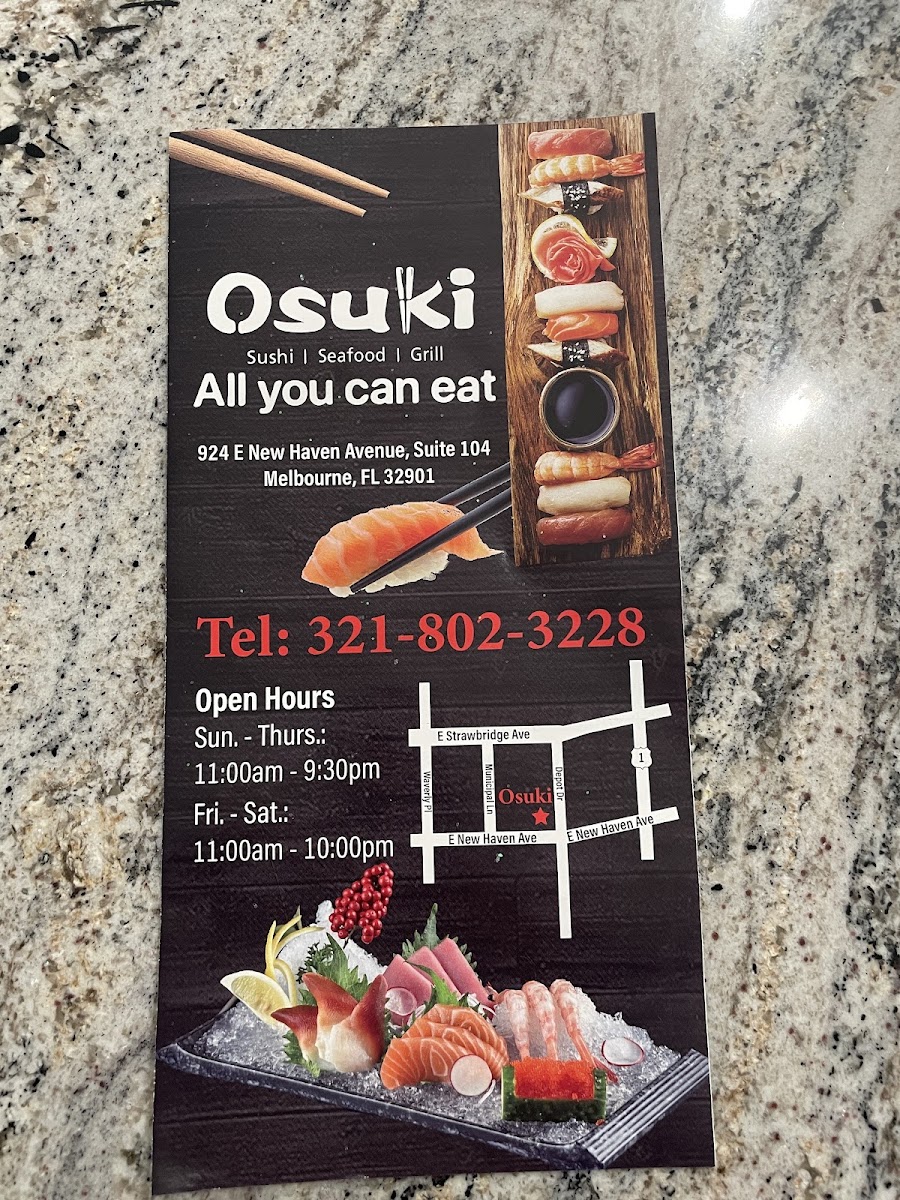 Osuki
Sushi | Seafood | Grill
All you can eat
924 E New Haven Avenue, Suite 104
Melbourne, FL 32901
Tel: 321-802-3228
Open Hours
Sun. - Thurs.:
11:00am - 9:30pm
Fri. - Sat.:
11:00am - 10:00pm
E Strawbridge Ave
1
Waverly Pl
Municipal Ln
Osuki
Depot Dr
E New Haven Ave
E New Haven Ave